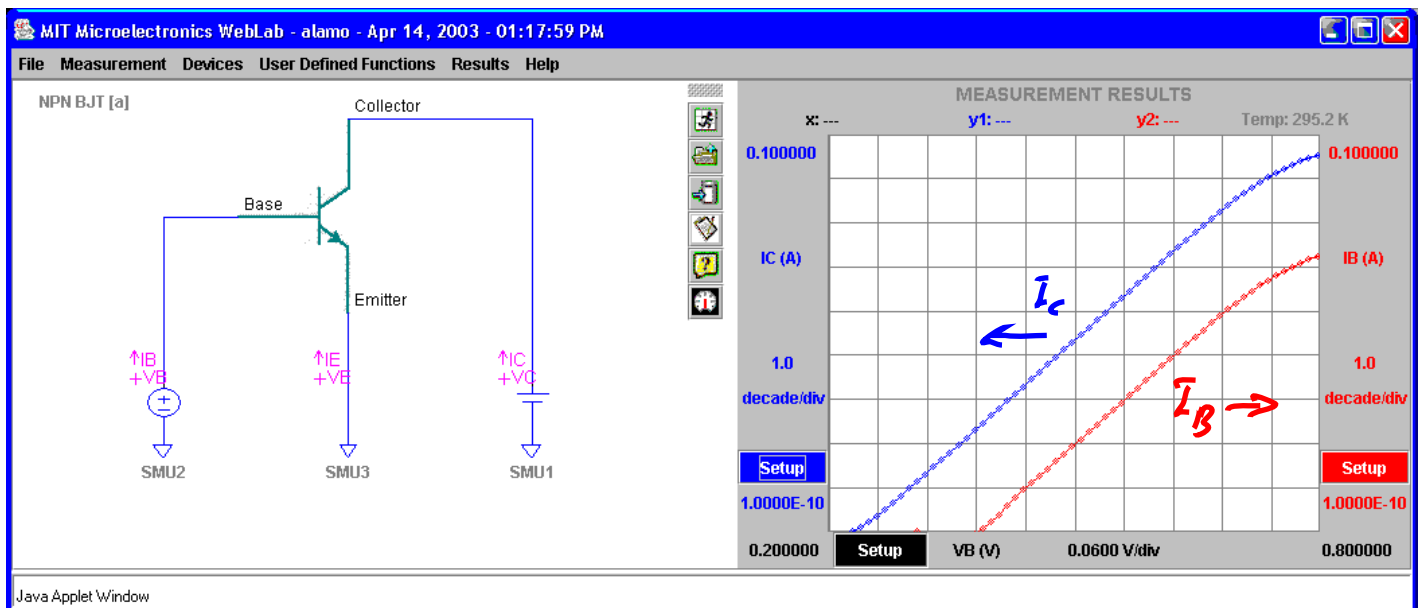 MIT Microelectronics WebLab - alamo - Apr 14, 2003 - 01:17:59 PM
File Measurement Devices User Defined Functions Results Help
NPN BJT [a]
Collector
Base
Emitter
↑IB
+VB
↑IE
+VE
↑IC
+VC
SMU2
SMU3
SMU1
MEASUREMENT RESULTS
x: --- y1: --- y2: --- Temp: 295.2 K
0.100000
0.100000
IC (A)
IB (A)
Ic
IB
1.0
decade/div
1.0
decade/div
Setup
Setup
1.0000E-10
1.0000E-10
0.200000 Setup VB (V) 0.0600 V/div 0.800000
Java Applet Window